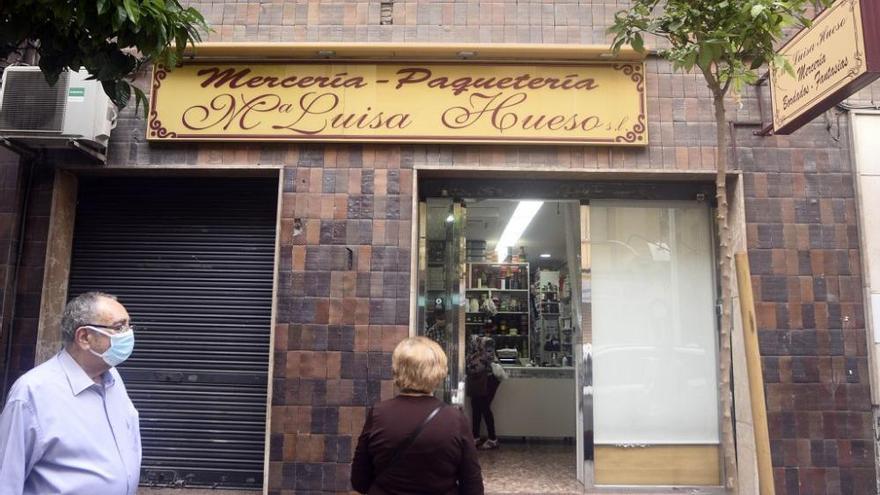 Mercería - Paquetería
Mª Luisa Hueso s.l.
Luisa Hueso
Mercería
Bordados - Fantasías